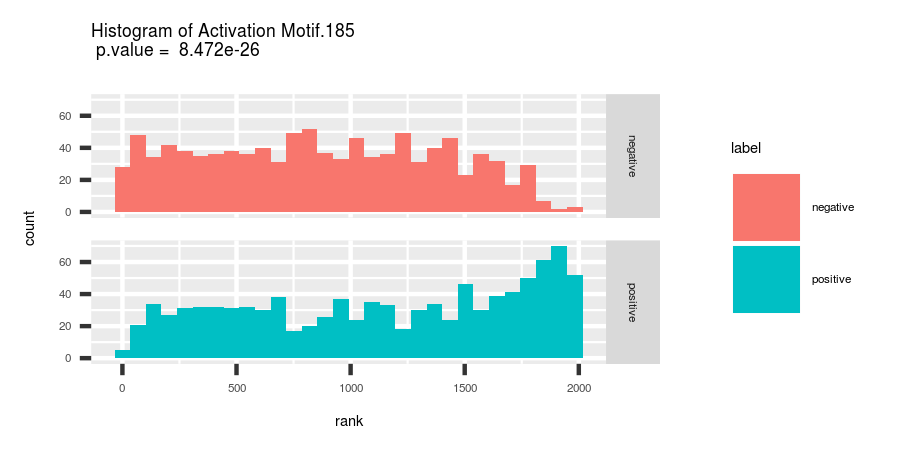 Histogram of Activation Motif.185
p.value = 8.472e-26
count
60
40
20
0
negative
60
40
20
0
positive
0 500 1000 1500 2000
rank
label
negative
positive